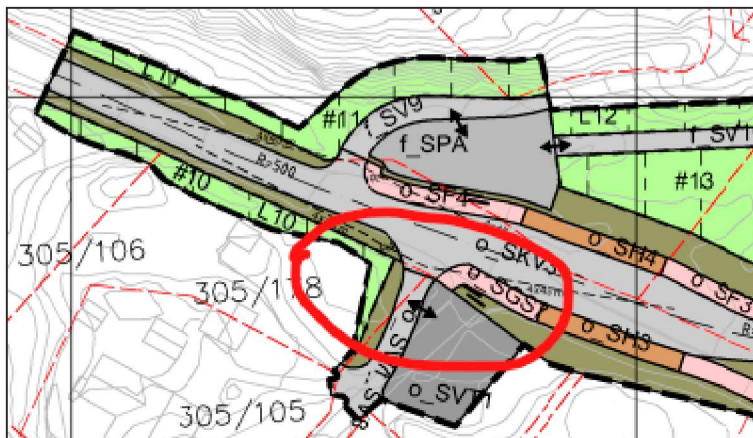 L11
#11
f_SV9
f_SPA
L12
f_SV1
#10
R=500
L10
o_SF4
#13
305/106
o_SKV3
o_SH4
305/178
o_SGS
o_SF3
o_SH3
305/105
o_SVT1